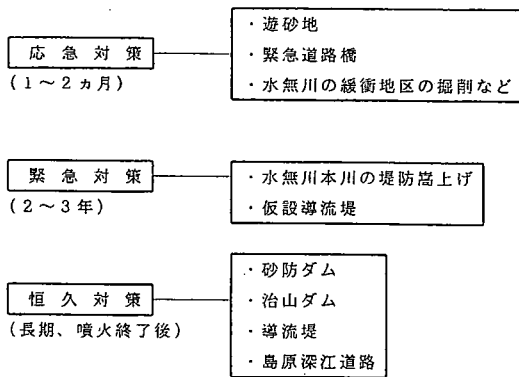 応急対策
(1～2ヵ月)
・遊砂地
・緊急道路橋
・水無川の緩衝地区の掘削など
緊急対策
(2～3年)
・水無川本川の堤防嵩上げ
・仮設導流堤
恒久対策
(長期、噴火終了後)
・砂防ダム
・治山ダム
・導流堤
・島原深江道路